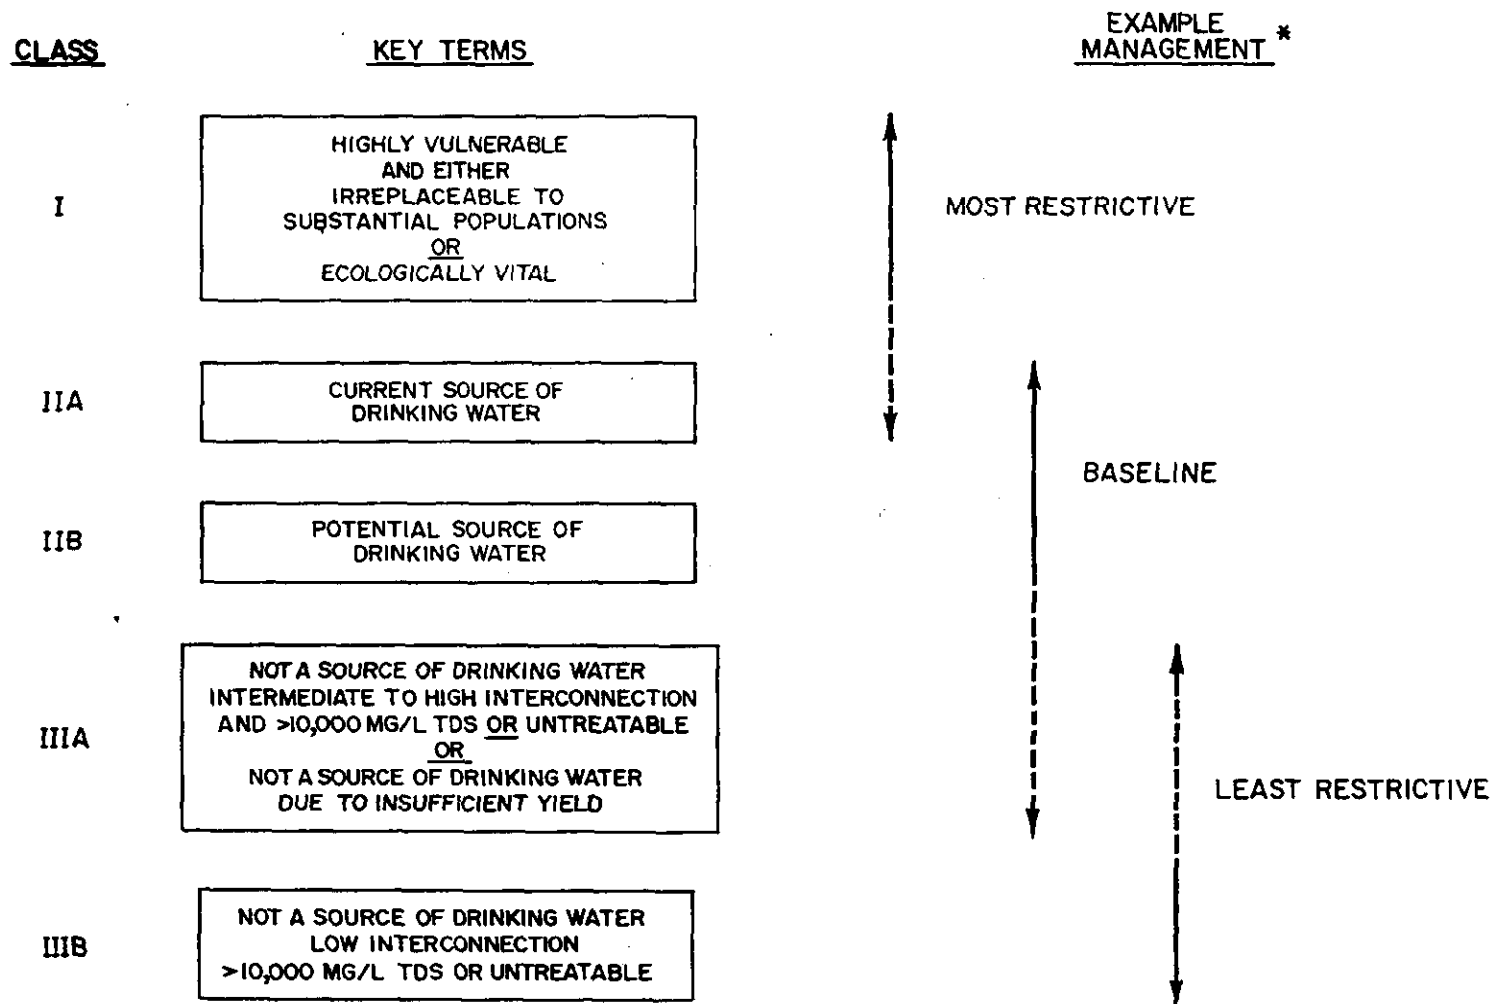 CLASS
KEY TERMS
EXAMPLE
MANAGEMENT *
I
HIGHLY VULNERABLE
AND EITHER
IRREPLACEABLE TO
SUBSTANTIAL POPULATIONS
OR
ECOLOGICALLY VITAL
MOST RESTRICTIVE
IIA
CURRENT SOURCE OF
DRINKING WATER
BASELINE
IIB
POTENTIAL SOURCE OF
DRINKING WATER
IIIA
NOT A SOURCE OF DRINKING WATER
INTERMEDIATE TO HIGH INTERCONNECTION
AND >10,000 MG/L TDS OR UNTREATABLE
OR
NOT A SOURCE OF DRINKING WATER
DUE TO INSUFFICIENT YIELD
LEAST RESTRICTIVE
IIIB
NOT A SOURCE OF DRINKING WATER
LOW INTERCONNECTION
>10,000 MG/L TDS OR UNTREATABLE